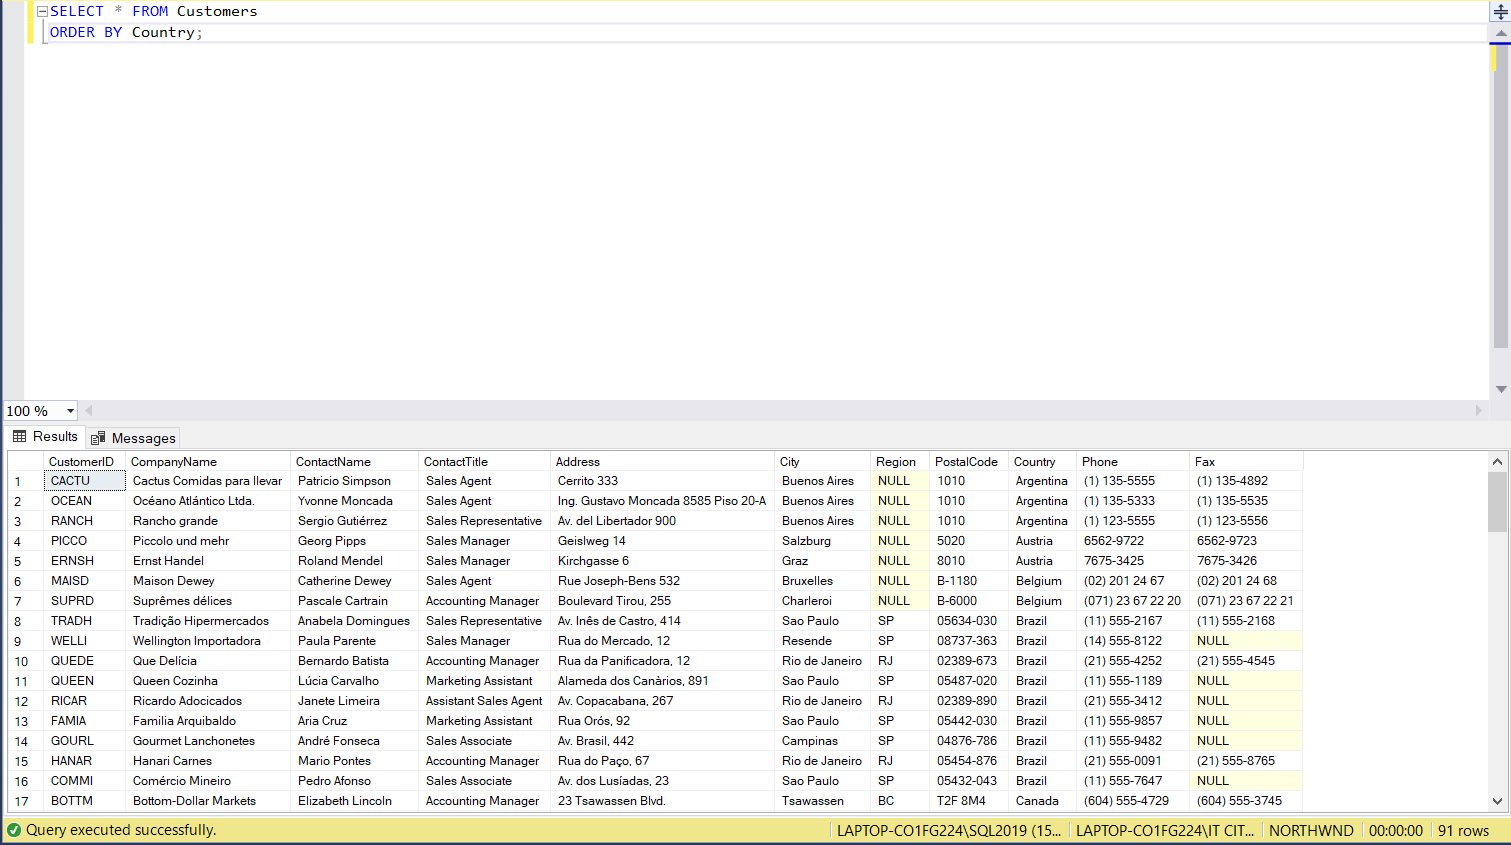 SELECT * FROM Customers
ORDER BY Country;
100 %
Results Messages
CustomerID CompanyName ContactName ContactTitle Address City Region PostalCode Country Phone Fax
1 CACTU Cactus Comidas para llevar Patricio Simpson Sales Agent Cerrito 333 Buenos Aires NULL 1010 Argentina (1) 135-5555 (1) 135-4892
2 OCEAN Océano Atlántico Ltda. Yvonne Moncada Sales Agent Ing. Gustavo Moncada 8585 Piso 20-A Buenos Aires NULL 1010 Argentina (1) 135-5333 (1) 135-5535
3 RANCH Rancho grande Sergio Gutiérrez Sales Representative Av. del Libertador 900 Buenos Aires NULL 1010 Argentina (1) 123-5555 (1) 123-5556
4 PICCO Piccolo und mehr Georg Pipps Sales Manager Geislweg 14 Salzburg NULL 5020 Austria 6562-9722 6562-9723
5 ERNSH Ernst Handel Roland Mendel Sales Manager Kirchgasse 6 Graz NULL 8010 Austria 7675-3425 7675-3426
6 MAISD Maison Dewey Catherine Dewey Sales Agent Rue Joseph-Bens 532 Bruxelles NULL B-1180 Belgium (02) 201 24 67 (02) 201 24 68
7 SUPRD Suprêmes délices Pascale Cartrain Accounting Manager Boulevard Tirou, 255 Charleroi NULL B-6000 Belgium (071) 23 67 22 20 (071) 23 67 22 21
8 TRADH Tradição Hipermercados Anabela Domingues Sales Representative Av. Inês de Castro, 414 Sao Paulo SP 05634-030 Brazil (11) 555-2167 (11) 555-2168
9 WELLI Wellington Importadora Paula Parente Sales Manager Rua do Mercado, 12 Resende SP 08737-363 Brazil (14) 555-8122 NULL
10 QUEDE Que Delícia Bernardo Batista Accounting Manager Rua da Panificadora, 12 Rio de Janeiro RJ 02389-673 Brazil (21) 555-4252 (21) 555-4545
11 QUEEN Queen Cozinha Lúcia Carvalho Marketing Assistant Alameda dos Canàrios, 891 Sao Paulo SP 05487-020 Brazil (11) 555-1189 NULL
12 RICAR Ricardo Adocicados Janete Limeira Assistant Sales Agent Av. Copacabana, 267 Rio de Janeiro RJ 02389-890 Brazil (21) 555-3412 NULL
13 FAMIA Familia Arquibaldo Aria Cruz Marketing Assistant Rua Orós, 92 Sao Paulo SP 05442-030 Brazil (11) 555-9857 NULL
14 GOURL Gourmet Lanchonetes André Fonseca Sales Associate Av. Brasil, 442 Campinas SP 04876-786 Brazil (11) 555-9482 NULL
15 HANAR Hanari Carnes Mario Pontes Accounting Manager Rua do Paço, 67 Rio de Janeiro RJ 05454-876 Brazil (21) 555-0091 (21) 555-8765
16 COMMI Comércio Mineiro Pedro Afonso Sales Associate Av. dos Lusíadas, 23 Sao Paulo SP 05432-043 Brazil (11) 555-7647 NULL
17 BOTTM Bottom-Dollar Markets Elizabeth Lincoln Accounting Manager 23 Tsawassen Blvd. Tsawassen BC T2F 8M4 Canada (604) 555-4729 (604) 555-3745
Query executed successfully. LAPTOP-CO1FG224\SQL2019 (15... LAPTOP-CO1FG224\IT CIT... NORTHWND 00:00:00 91 rows